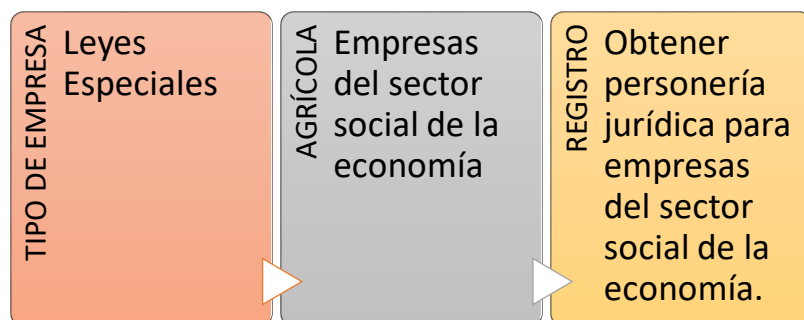 TIPO DE EMPRESA
Leyes
Especiales
AGRÍCOLA
Empresas
del sector
social de la
economía
REGISTRO
Obtener
personería
jurídica para
empresas
del sector
social de la
economía.